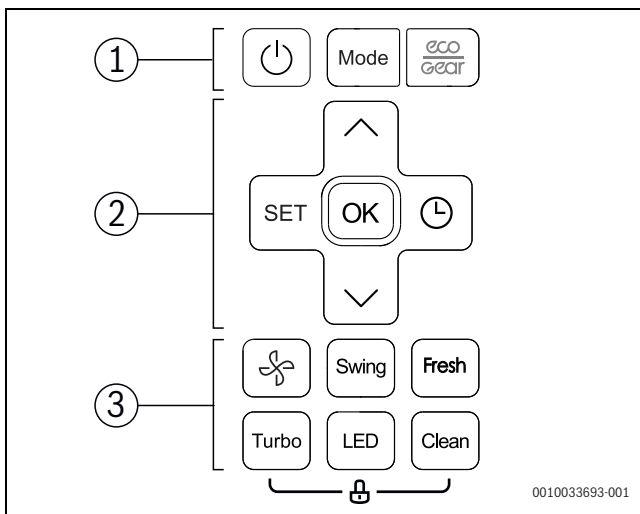 1
Mode
eco
Gear
2
SET
OK
3
Swing
Fresh
Turbo
LED
Clean
0010033693-001